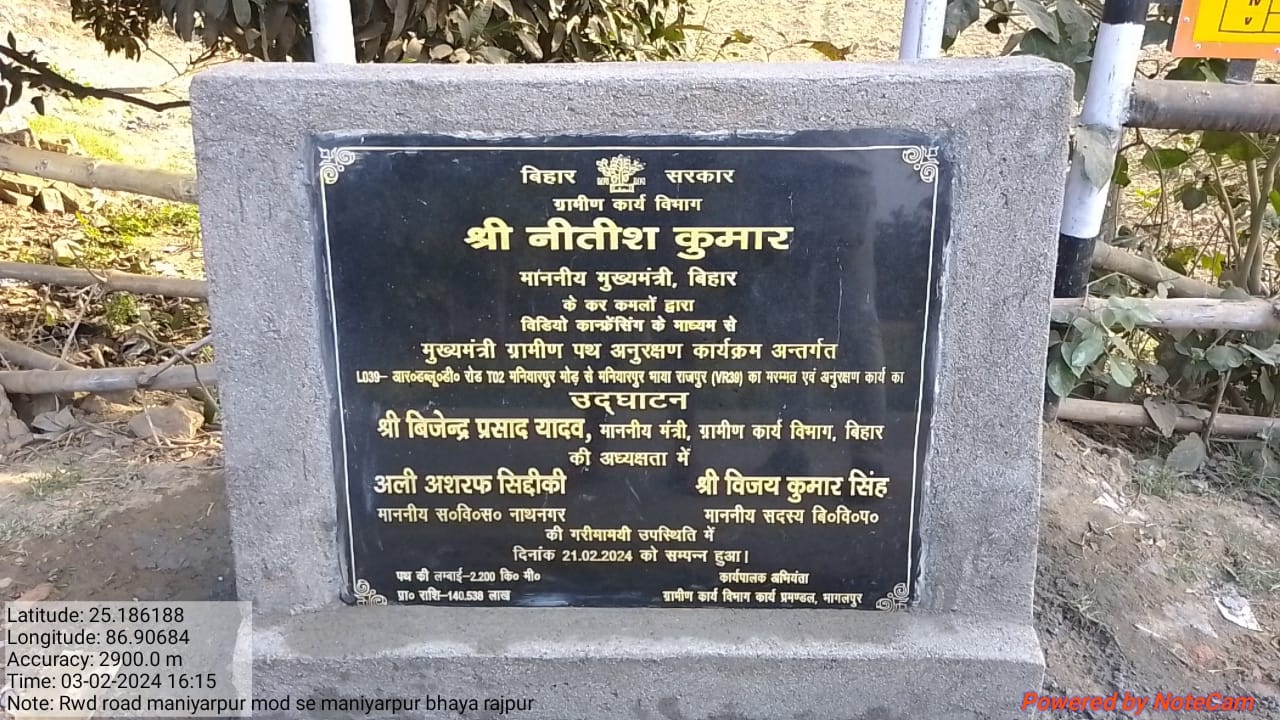 बिहार सरकार
ग्रामीण कार्य विभाग
श्री नीतीश कुमार
माननीय मुख्यमंत्री, बिहार
के कर कमलों द्वारा
विडियो कान्फ्रेंसिंग के माध्यम से
मुख्यमंत्री ग्रामीण पथ अनुरक्षण कार्यक्रम अन्तर्गत
L039- आर०डब्लू०डी० रोड T02 मनियारपुर मोड़ से मनियारपुर भाया राजपुर (VR39) का मरम्मत एवं अनुरक्षण कार्य का
उद्घाटन
श्री बिजेन्द्र प्रसाद यादव, माननीय मंत्री, ग्रामीण कार्य विभाग, बिहार
की अध्यक्षता में
अली अशरफ सिद्दीकी श्री विजय कुमार सिंह
माननीय स०वि०स० नाथनगर माननीय सदस्य बि०वि०प०
की गरीमामयी उपस्थिति में
दिनांक 21.02.2024 को सम्पन्न हुआ।
पथ की लम्बाई-2.200 कि० मी० कार्यपालक अभियंता
प्रा० राशि-140.538 लाख ग्रामीण कार्य विभाग कार्य प्रमण्डल, भागलपुर
Latitude: 25.186188
Longitude: 86.90684
Accuracy: 2900.0 m
Time: 03-02-2024 16:15
Note: Rwd road maniyarpur mod se maniyarpur bhaya rajpur
Powered by NoteCam